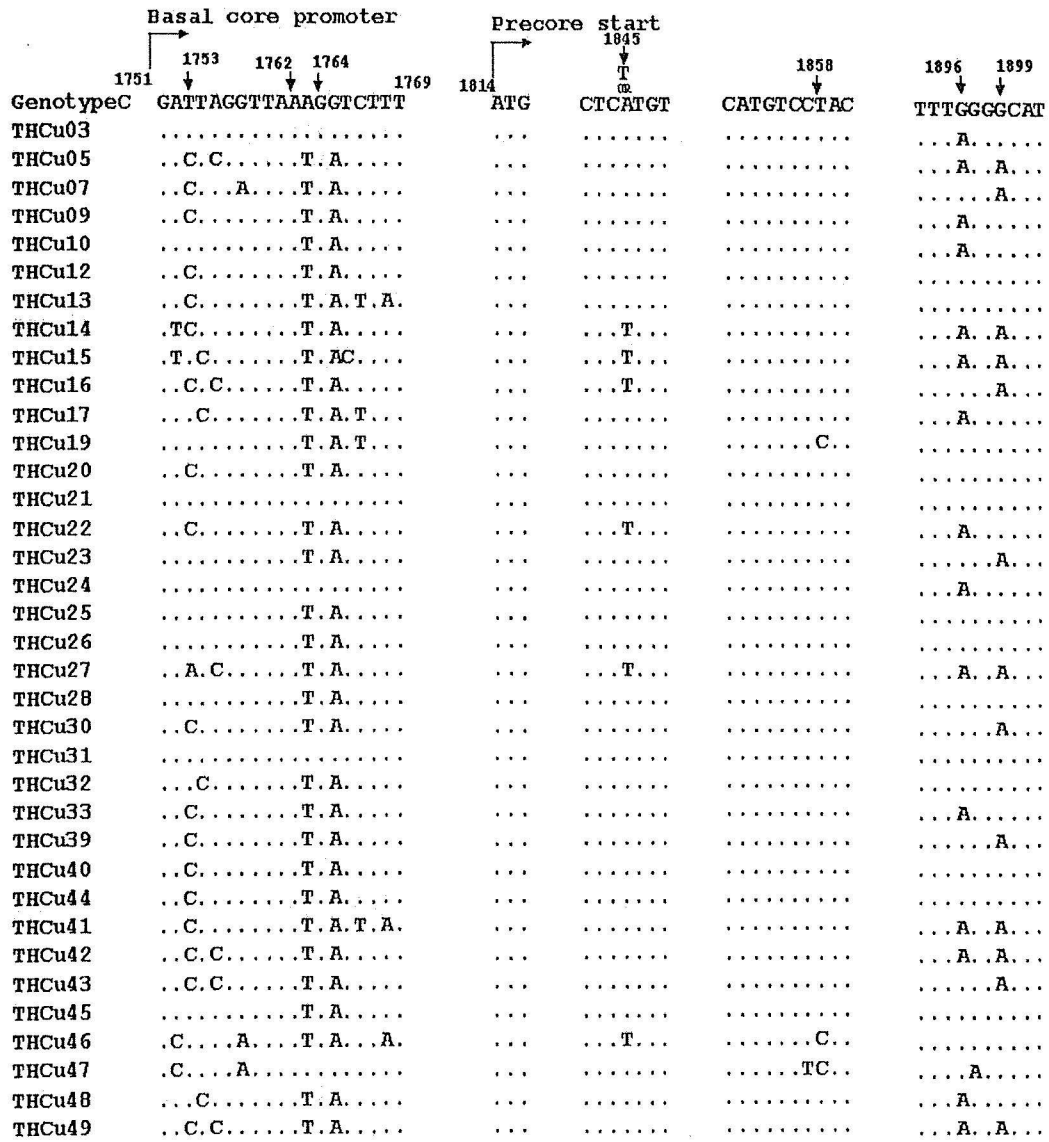 Basal core promoter Precore start
1751 1753 1762 1764 1769 1814 1845 1858 1896 1899
T
OR
GenotypeC GATTAGGTTAAAGGTCTTT ATG CTCATGT CATGTCCTAC TTTGGGGCAT
THCu03 ................... ... ....... .......... ...A......
THCu05 ..C.C.......T.A..... ... ....... .......... ...A..A...
THCu07 ..C...A.....T.A..... ... ....... .......... ......A...
THCu09 ..C.........T.A..... ... ....... .......... ...A......
THCu10 ............T.A..... ... ....... .......... ...A......
THCu12 ..C.........T.A..... ... ....... .......... ..........
THCu13 ..C.........T.A.T.A. ... ....... .......... ..........
THCu14 .TC.........T.A..... ... ...T... .......... ...A..A...
THCu15 .T.C........T.AC.... ... ...T... .......... ...A..A...
THCu16 ..C.C.......T.A..... ... ...T... .......... ......A...
THCu17 ...C........T.A.T... ... ....... .......... ...A......
THCu19 ............T.A.T... ... ....... .......C.. ..........
THCu20 ..C.........T.A..... ... ....... .......... ..........
THCu21 ................... ... ....... .......... ..........
THCu22 ..C.........T.A..... ... ...T... .......... ...A......
THCu23 ............T.A..... ... ....... .......... ......A...
THCu24 ................... ... ....... .......... ...A......
THCu25 ............T.A..... ... ....... .......... ..........
THCu26 ............T.A..... ... ....... .......... ..........
THCu27 ..A.C.......T.A..... ... ...T... .......... ...A..A...
THCu28 ............T.A..... ... ....... .......... ..........
THCu30 ..C.........T.A..... ... ....... .......... ......A...
THCu31 ................... ... ....... .......... ..........
THCu32 ...C........T.A..... ... ....... .......... ..........
THCu33 ..C.........T.A..... ... ....... .......... ...A......
THCu39 ..C.........T.A..... ... ....... .......... ......A...
THCu40 ..C.........T.A..... ... ....... .......... ..........
THCu44 ..C.........T.A..... ... ....... .......... ..........
THCu41 ..C.........T.A.T.A. ... ....... .......... ...A..A...
THCu42 ..C.C.......T.A..... ... ....... .......... ...A..A...
THCu43 ..C.C.......T.A..... ... ....... .......... ......A...
THCu45 ............T.A..... ... ....... .......... ..........
THCu46 .C....A.....T.A...A. ... ...T... .......C.. ..........
THCu47 .C....A............ ... ....... ......TC.. ....A.....
THCu48 ...C........T.A..... ... ....... .......... ...A......
THCu49 ..C.C.......T.A..... ... ....... .......... ...A..A...